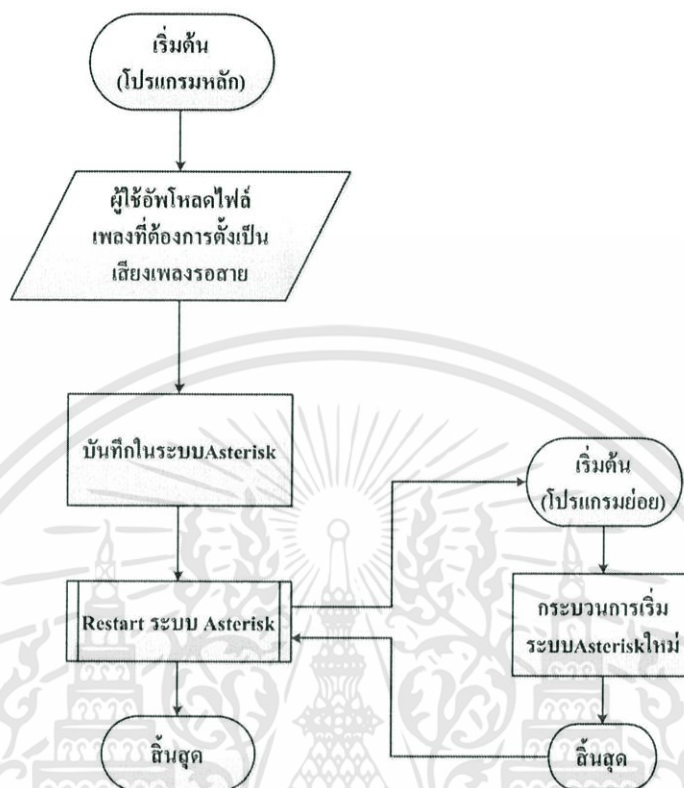 เริ่มต้น
(โปรแกรมหลัก)
ผู้ใช้อัพโหลดไฟล์
เพลงที่ต้องการตั้งเป็น
เสียงเพลงรอสาย
บันทึกในระบบAsterisk
Restart ระบบ Asterisk
สิ้นสุด
เริ่มต้น
(โปรแกรมย่อย)
กระบวนการเริ่ม
ระบบAsteriskใหม่
สิ้นสุด